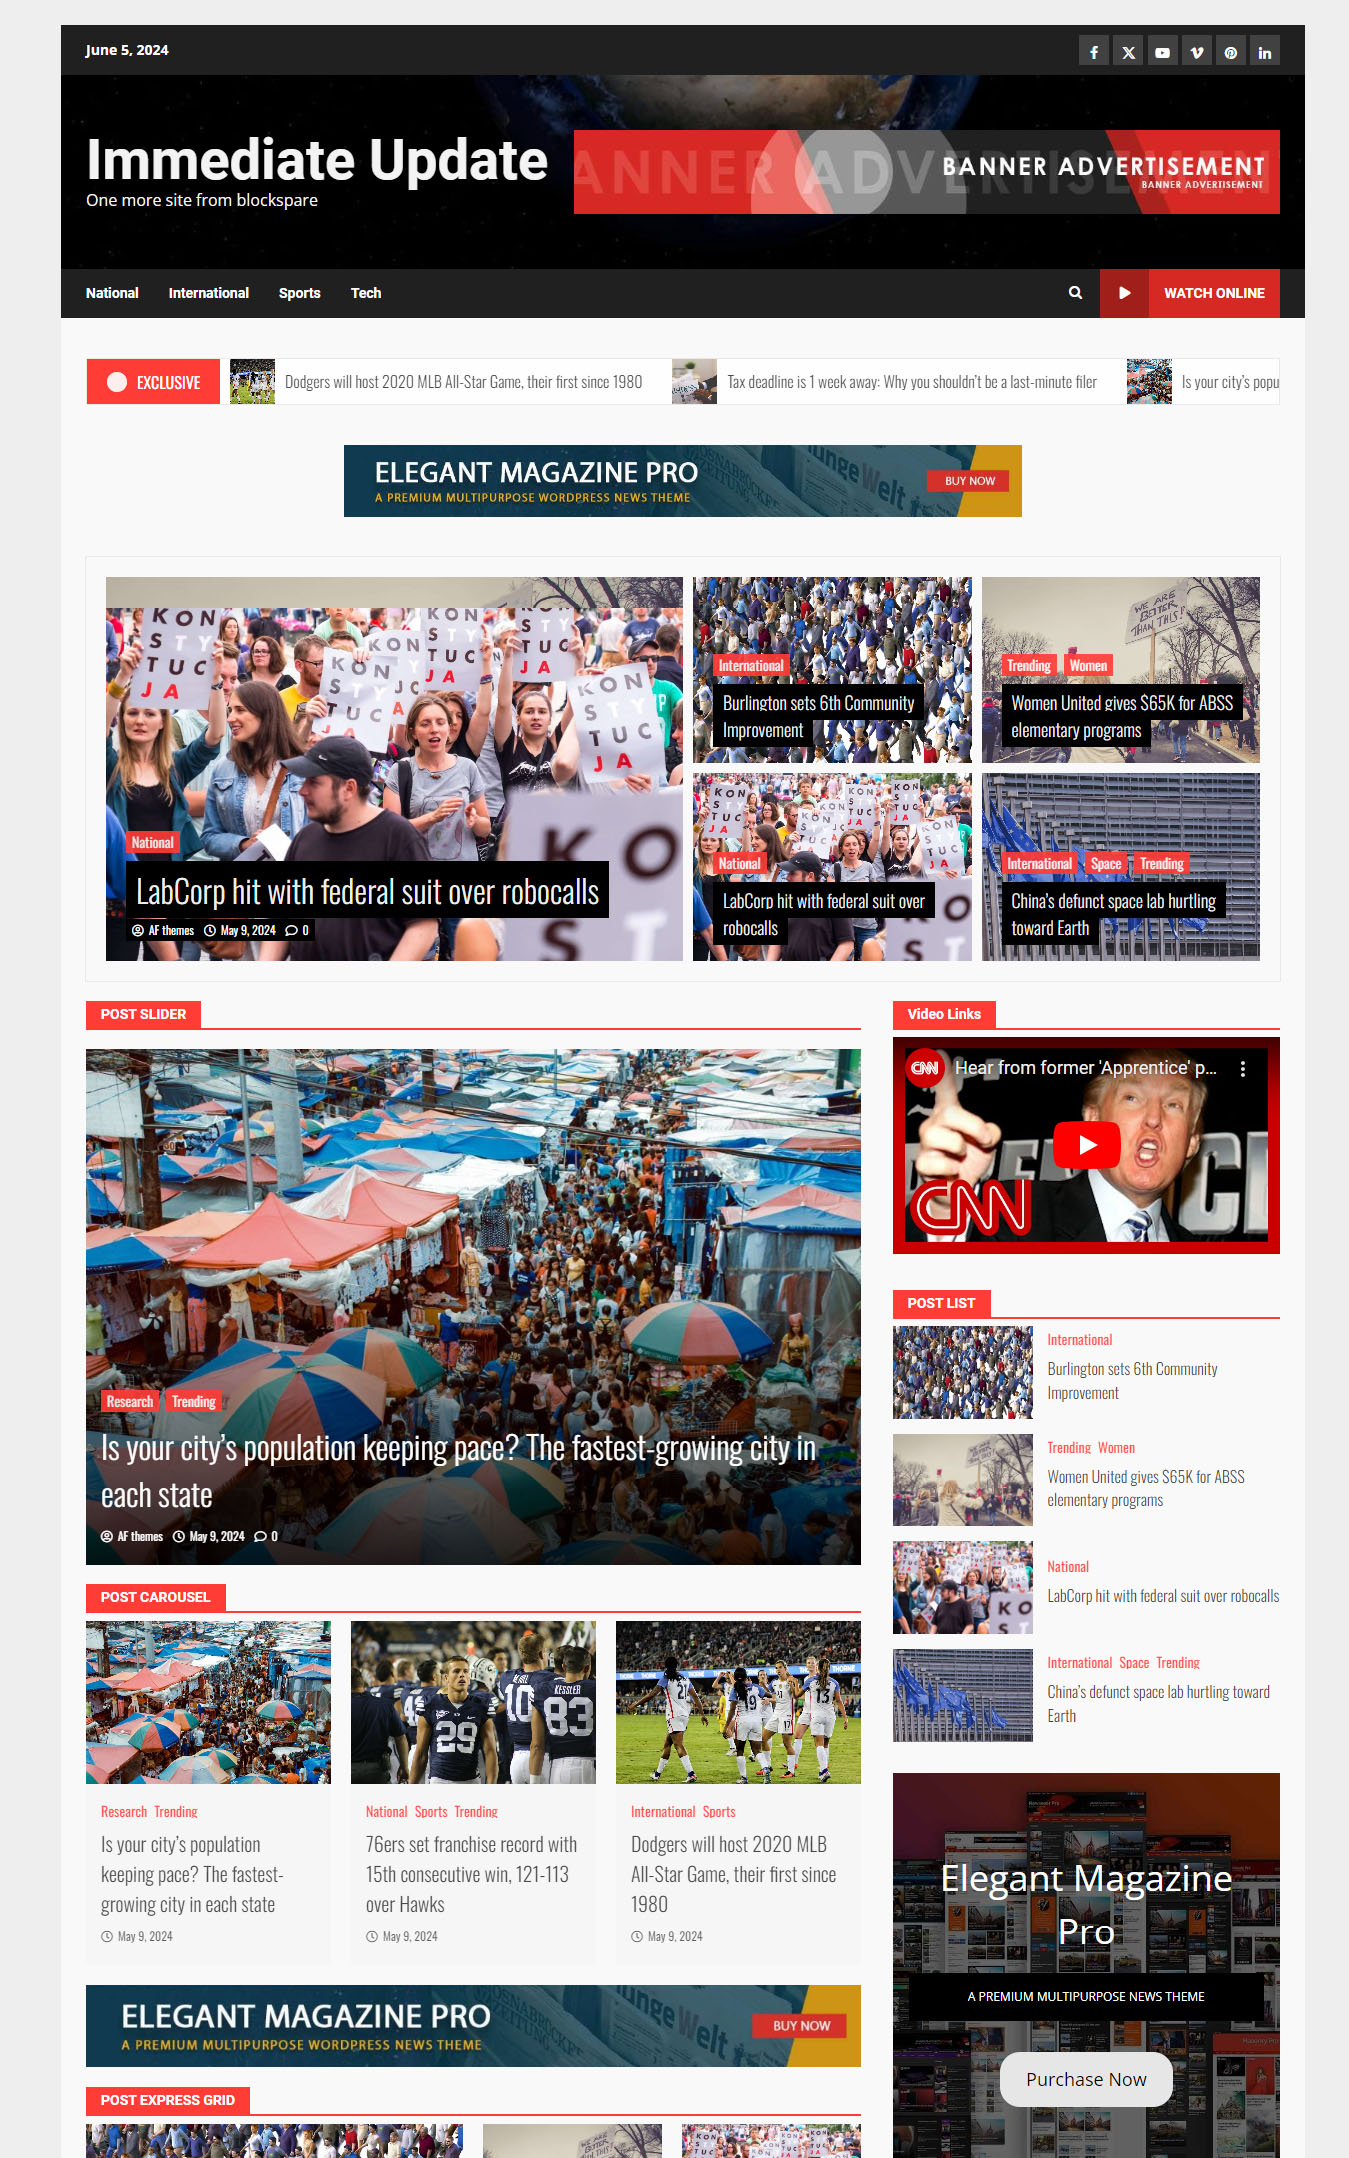 June 5, 2024
Immediate Update
One more site from blockspare
BANNER ADVERTISEMENT
BANNER ADVERTISEMENT
National International Sports Tech
WATCH ONLINE
EXCLUSIVE
Dodgers will host 2020 MLB All-Star Game, their first since 1980
Tax deadline is 1 week away: Why you shouldn't be a last-minute filer
Is your city's popu
ELEGANT MAGAZINE PRO
A PREMIUM MULTIPURPOSE WORDPRESS NEWS THEME
BUY NOW
National
LabCorp hit with federal suit over robocalls
AF themes May 9, 2024 0
International
Burlington sets 6th Community
Improvement
WE ARE
BETTER
THAN THIS!
Trending Women
Women United gives $65K for ABSS
elementary programs
National
LabCorp hit with federal suit over
robocalls
International Space Trending
China's defunct space lab hurtling
toward Earth
POST SLIDER
Research Trending
Is your city's population keeping pace? The fastest-growing city in
each state
AF themes May 9, 2024 0
Video Links
CNN
Hear from former 'Apprentice' p...
CNN
POST LIST
International
Burlington sets 6th Community
Improvement
Trending Women
Women United gives $65K for ABSS
elementary programs
National
LabCorp hit with federal suit over robocalls
International Space Trending
China's defunct space lab hurtling toward
Earth
POST CAROUSEL
29
10
KESSLER
83
Research Trending
Is your city's population
keeping pace? The fastest-
growing city in each state
May 9, 2024
National Sports Trending
76ers set franchise record with
15th consecutive win, 121-113
over Hawks
May 9, 2024
International Sports
Dodgers will host 2020 MLB
All-Star Game, their first since
1980
May 9, 2024
ELEGANT MAGAZINE PRO
A PREMIUM MULTIPURPOSE WORDPRESS NEWS THEME
BUY NOW
Elegant Magazine
Pro
A PREMIUM MULTIPURPOSE NEWS THEME
Purchase Now
POST EXPRESS GRID